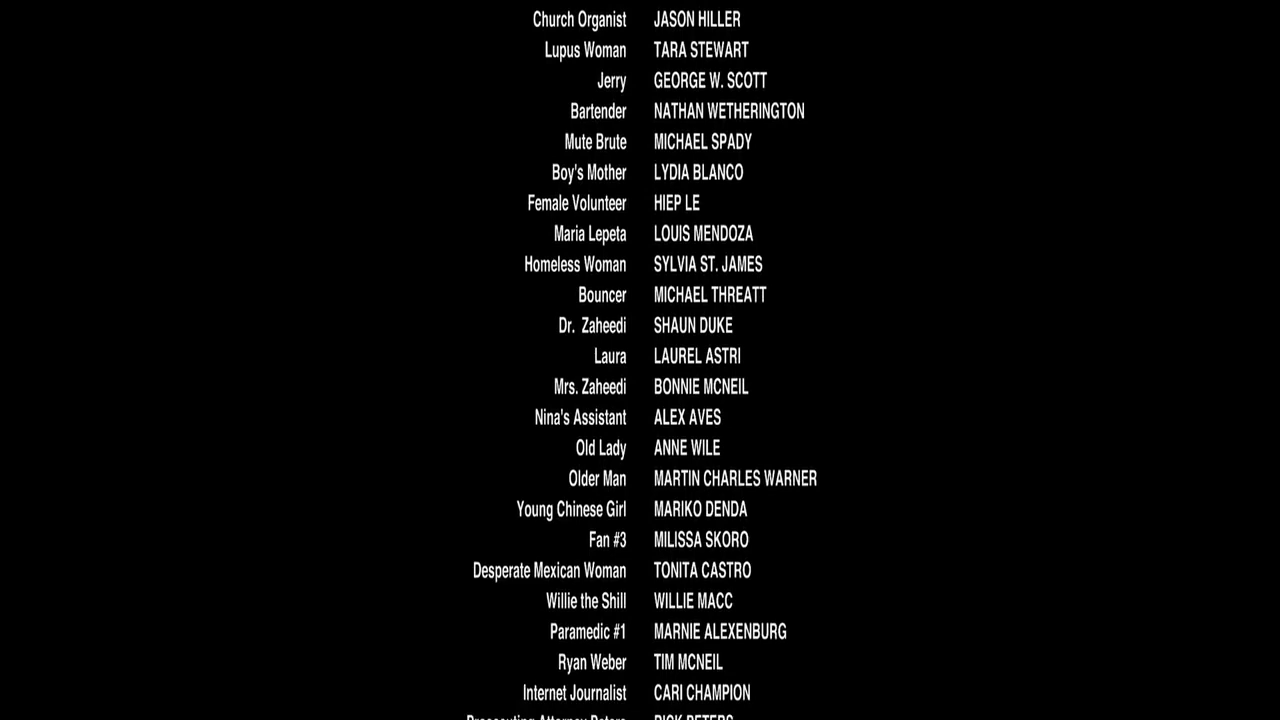 Church Organist JASON HILLER
Lupus Woman TARA STEWART
Jerry GEORGE W. SCOTT
Bartender NATHAN WETHERINGTON
Mute Brute MICHAEL SPADY
Boy's Mother LYDIA BLANCO
Female Volunteer HIEP LE
Maria Lepeta LOUIS MENDOZA
Homeless Woman SYLVIA ST. JAMES
Bouncer MICHAEL THREATT
Dr. Zaheedi SHAUN DUKE
Laura LAUREL ASTRI
Mrs. Zaheedi BONNIE MCNEIL
Nina's Assistant ALEX AVES
Old Lady ANNE WILE
Older Man MARTIN CHARLES WARNER
Young Chinese Girl MARIKO DENDA
Fan #3 MILISSA SKORO
Desperate Mexican Woman TONITA CASTRO
Willie the Shill WILLIE MACC
Paramedic #1 MARNIE ALEXENBURG
Ryan Weber TIM MCNEIL
Internet Journalist CARI CHAMPION